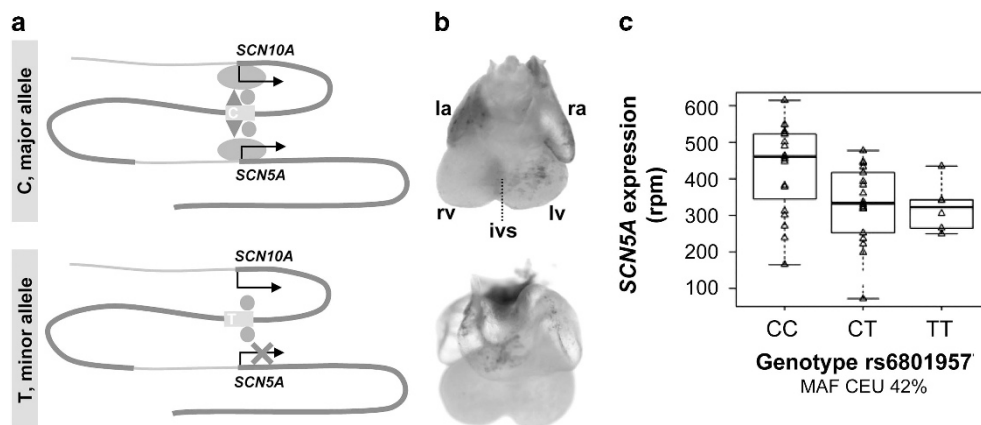 a
C, major allele
SCN10A
C
SCN5A
T, minor allele
SCN10A
T
SCN5A
b
la
ra
rv
lv
ivs
c
SCN5A expression
(rpm)
600
500
400
300
200
100
CC
CT
TT
Genotype rs6801957
MAF CEU 42%